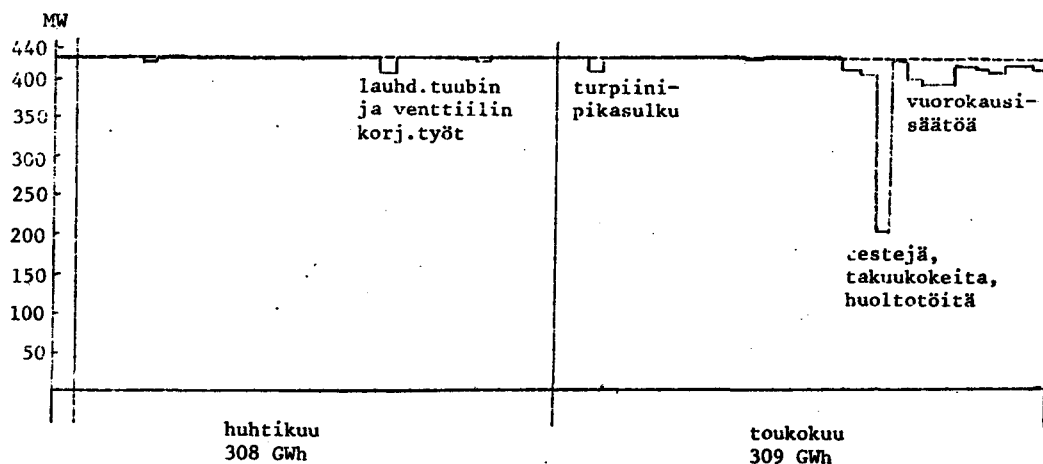 MW
440
400
350
300
250
200
150
100
50
lauhd.tuubin
ja venttiilin
korj.työt
turpiini-
pikasulku
vuorokausi-
säätöä
testejä,
takuukokeita,
huoltotöitä
huhtikuu
308 GWh
toukokuu
309 GWh